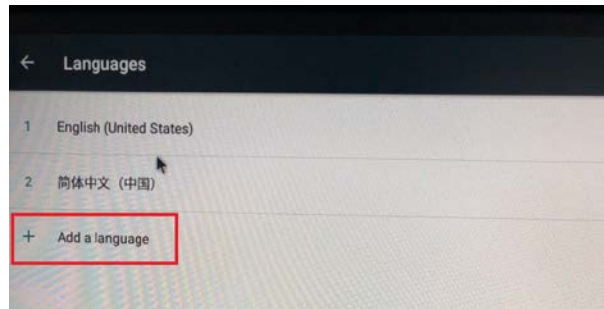 Languages
1 English (United States)
2 简体中文（中国）
+ Add a language